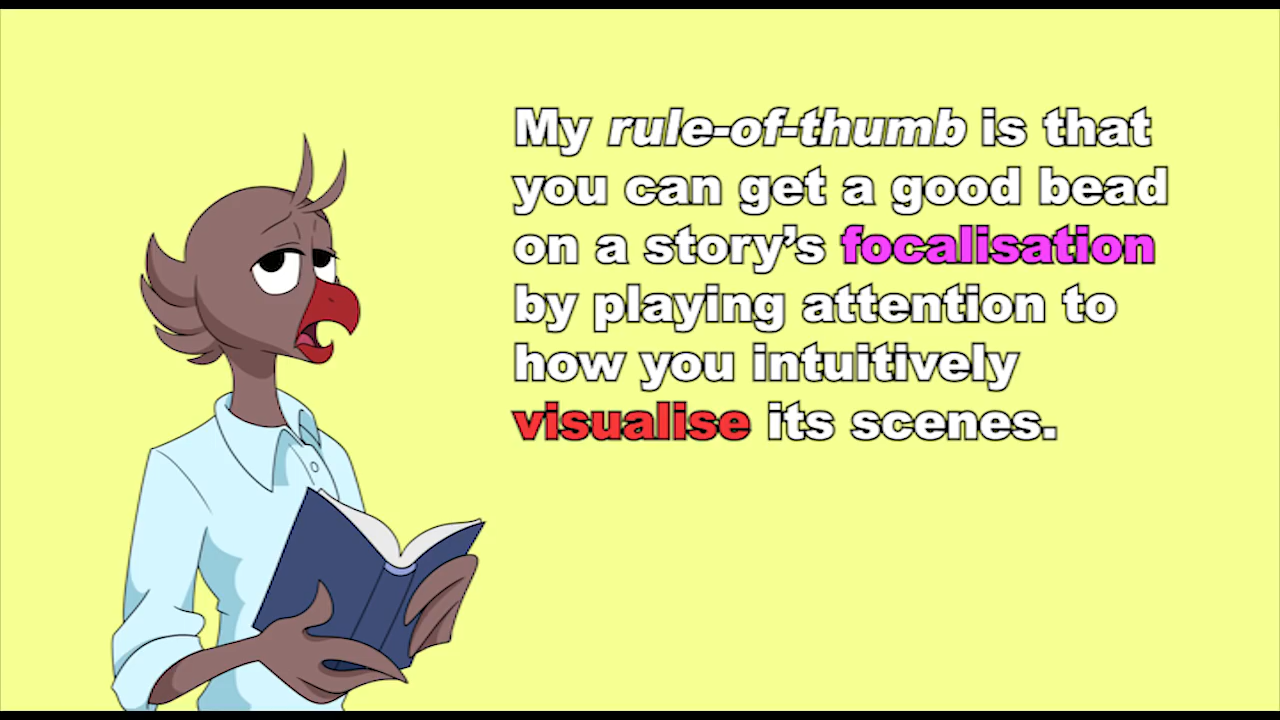 My rule-of-thumb is that
you can get a good bead
on a story’s focalisation
by playing attention to
how you intuitively
visualise its scenes.